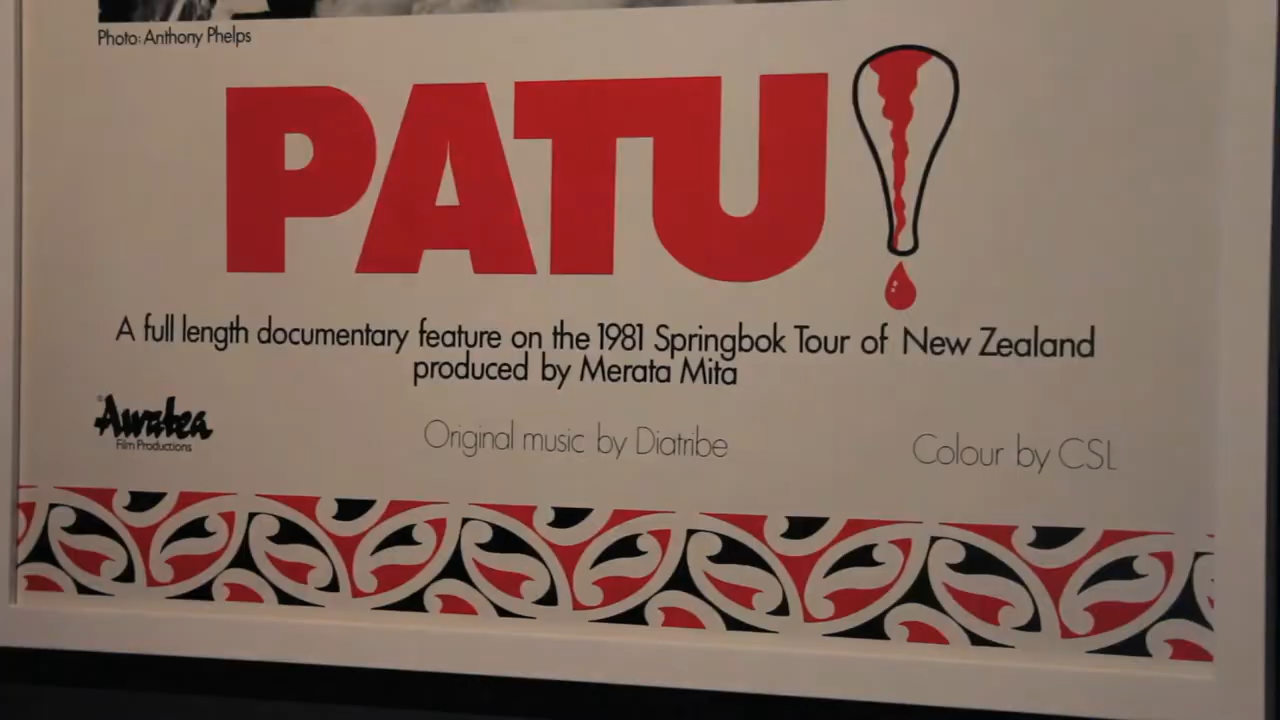 Photo: Anthony Phelps
PATU!
A full length documentary feature on the 1981 Springbok Tour of New Zealand
produced by Merata Mita
Awatea
Film Productions
Original music by Diatribe
Colour by CSL